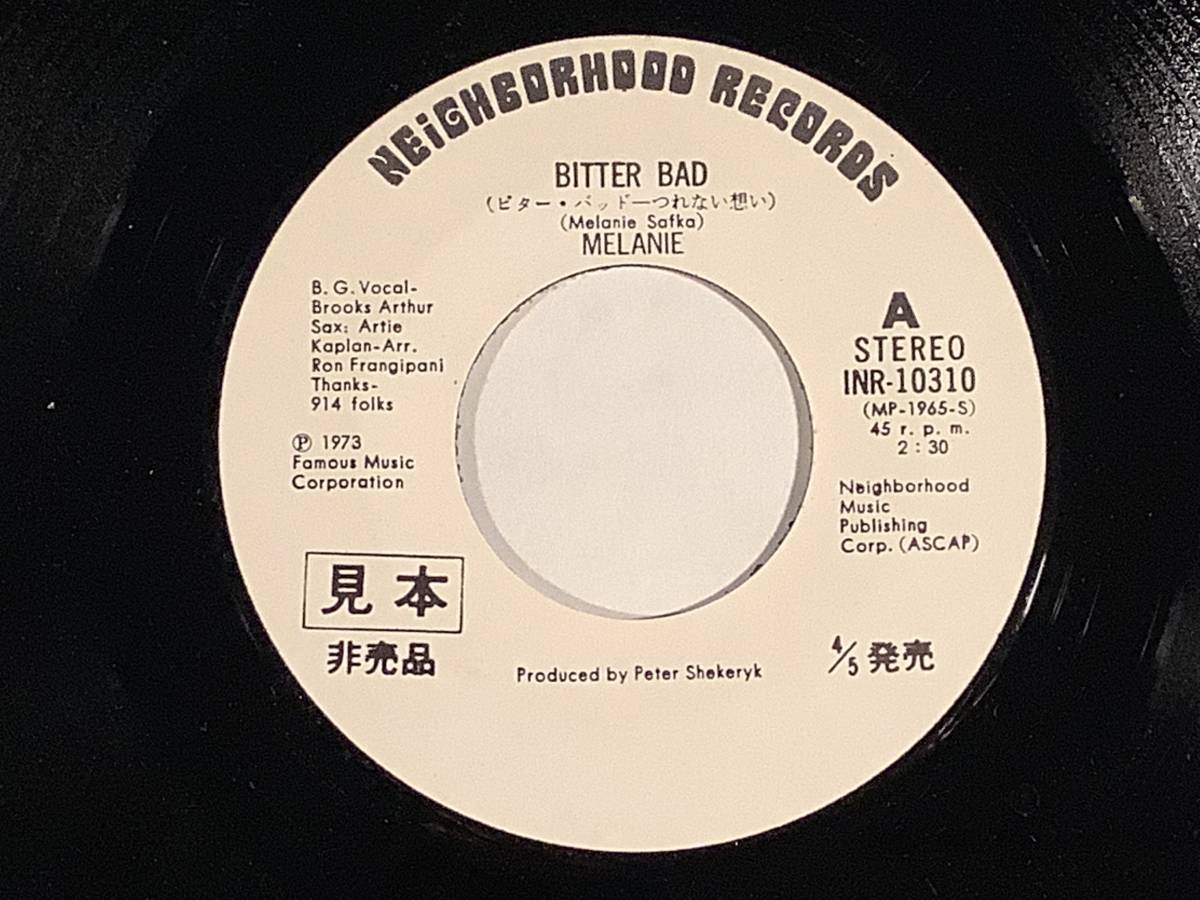 NEiGHBORHOOD RECORDS
BITTER BAD
(ビター・バッド―つれない想い)
(Melanie Safka)
MELANIE
B. G. Vocal-
Brooks Arthur
Sax: Artie
Kaplan-Arr.
Ron Frangipani
Thanks-
914 folks
Ⓟ 1973
Famous Music
Corporation
A
STEREO
INR-10310
(MP-1965-S)
45 r. p. m.
2 : 30
Neighborhood
Music
Publishing
Corp. (ASCAP)
見本
非売品
Produced by Peter Shekeryk
4/5 発売